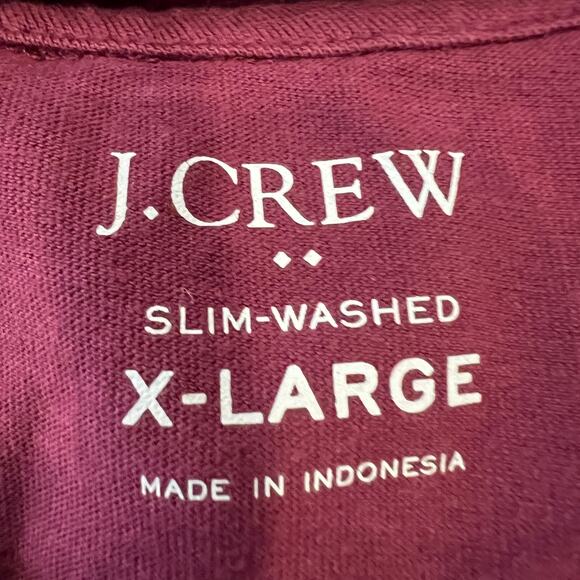 J.CREW
SLIM-WASHED
X-LARGE
MADE IN INDONESIA